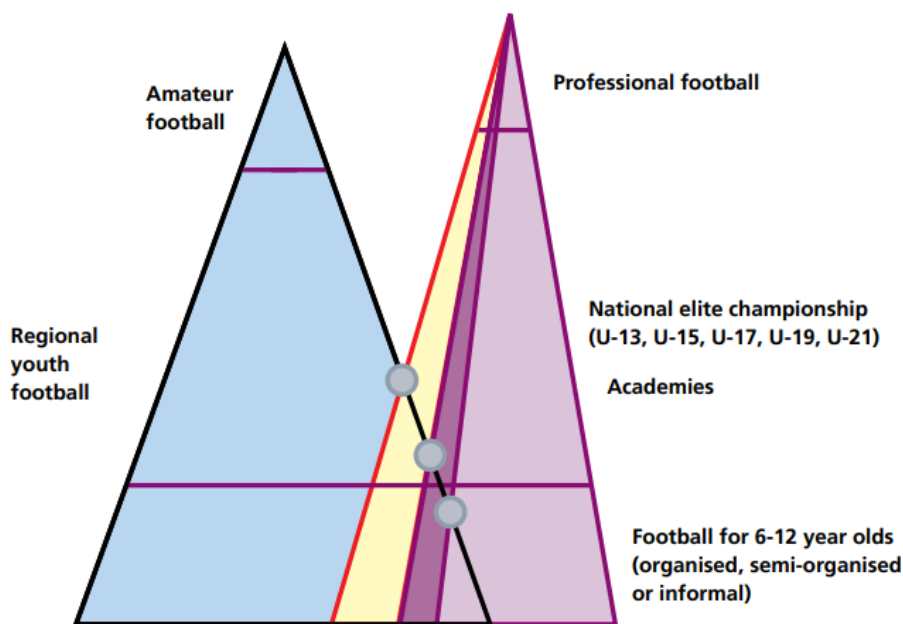 Amateur
football
Professional football
Regional
youth
football
National elite championship
(U-13, U-15, U-17, U-19, U-21)
Academies
Football for 6-12 year olds
(organised, semi-organised
or informal)